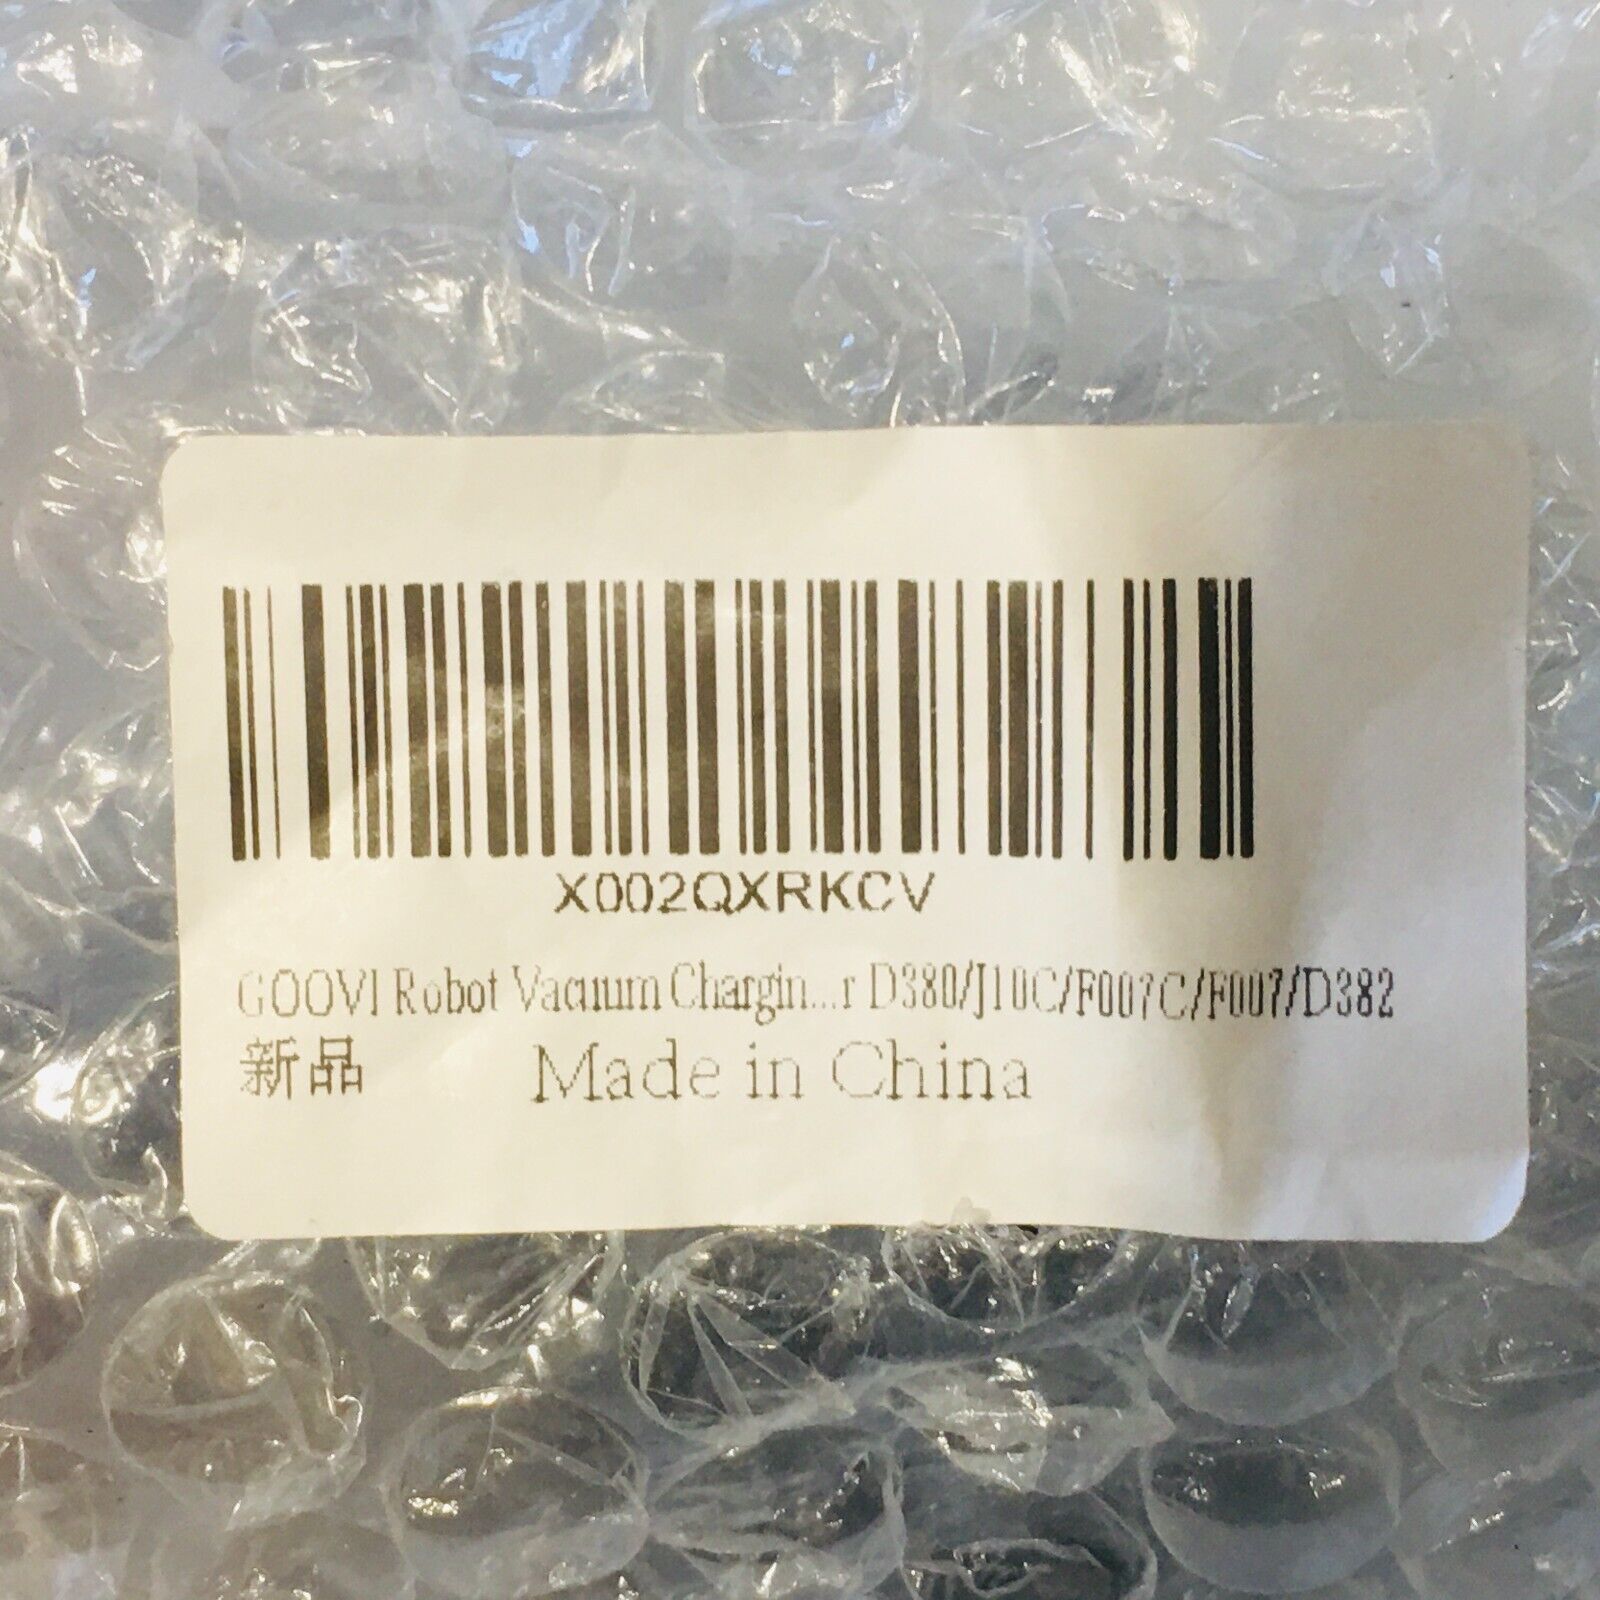 X002QXRKCV
GOOVI Robot Vacuum Chargin...r D380/J10C/F007C/F007/D382
新品 Made in China